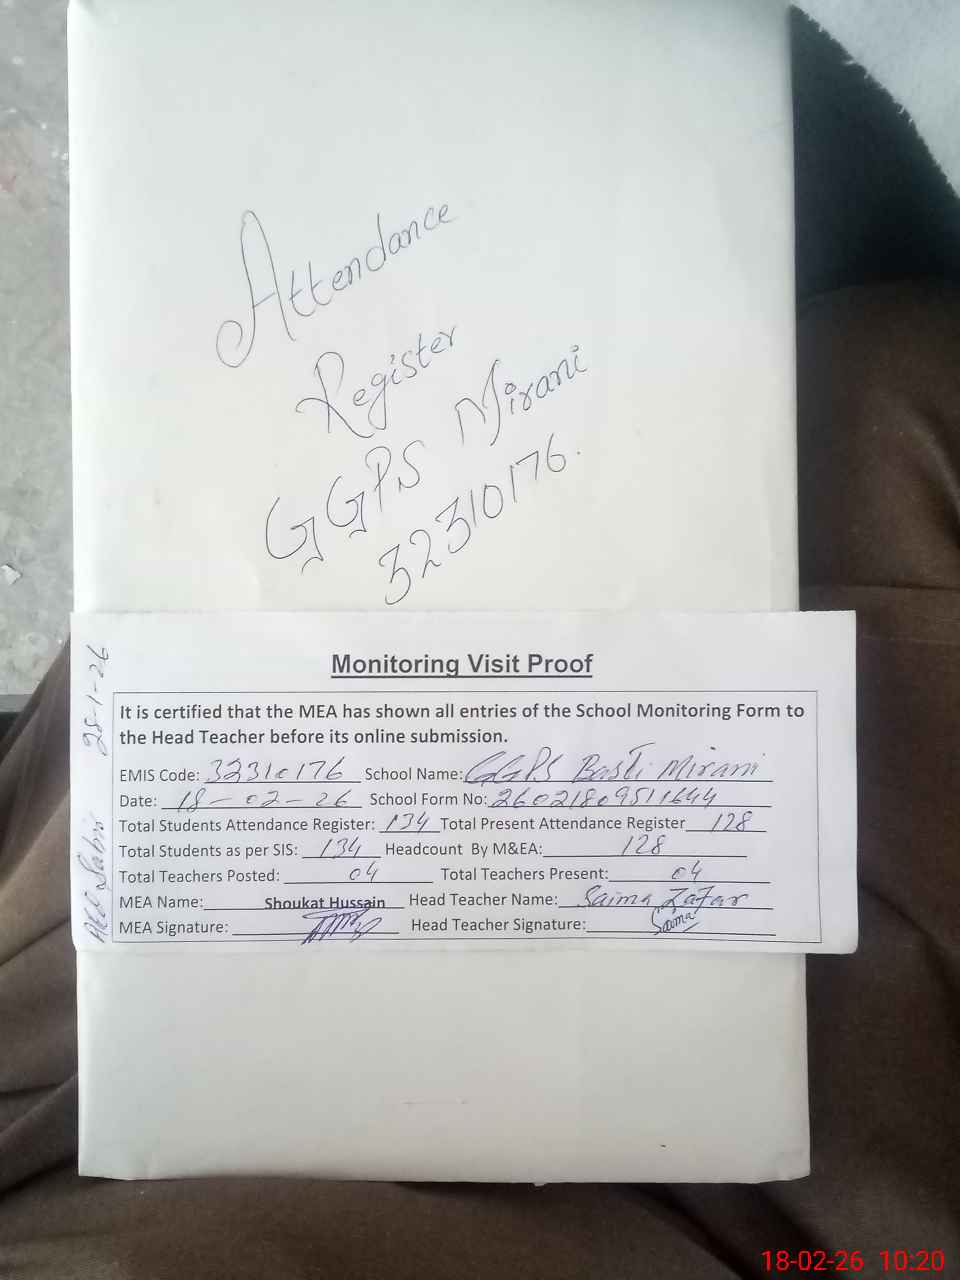 Attendance
Register
GGPS Mirani
32310176.
Monitoring Visit Proof
It is certified that the MEA has shown all entries of the School Monitoring Form to
the Head Teacher before its online submission.
EMIS Code: 32310176 School Name: GGPS Basti Mirani
Date: 18-02-26 School Form No: 26021809511644
Total Students Attendance Register: 134 Total Present Attendance Register 128
Total Students as per SIS: 134 Headcount By M&EA: 128
Total Teachers Posted: 04 Total Teachers Present: 04
MEA Name: Shoukat Hussain Head Teacher Name: Saima Zafar
MEA Signature: Head Teacher Signature: Saima
28-1-26
18-02-26 10:20